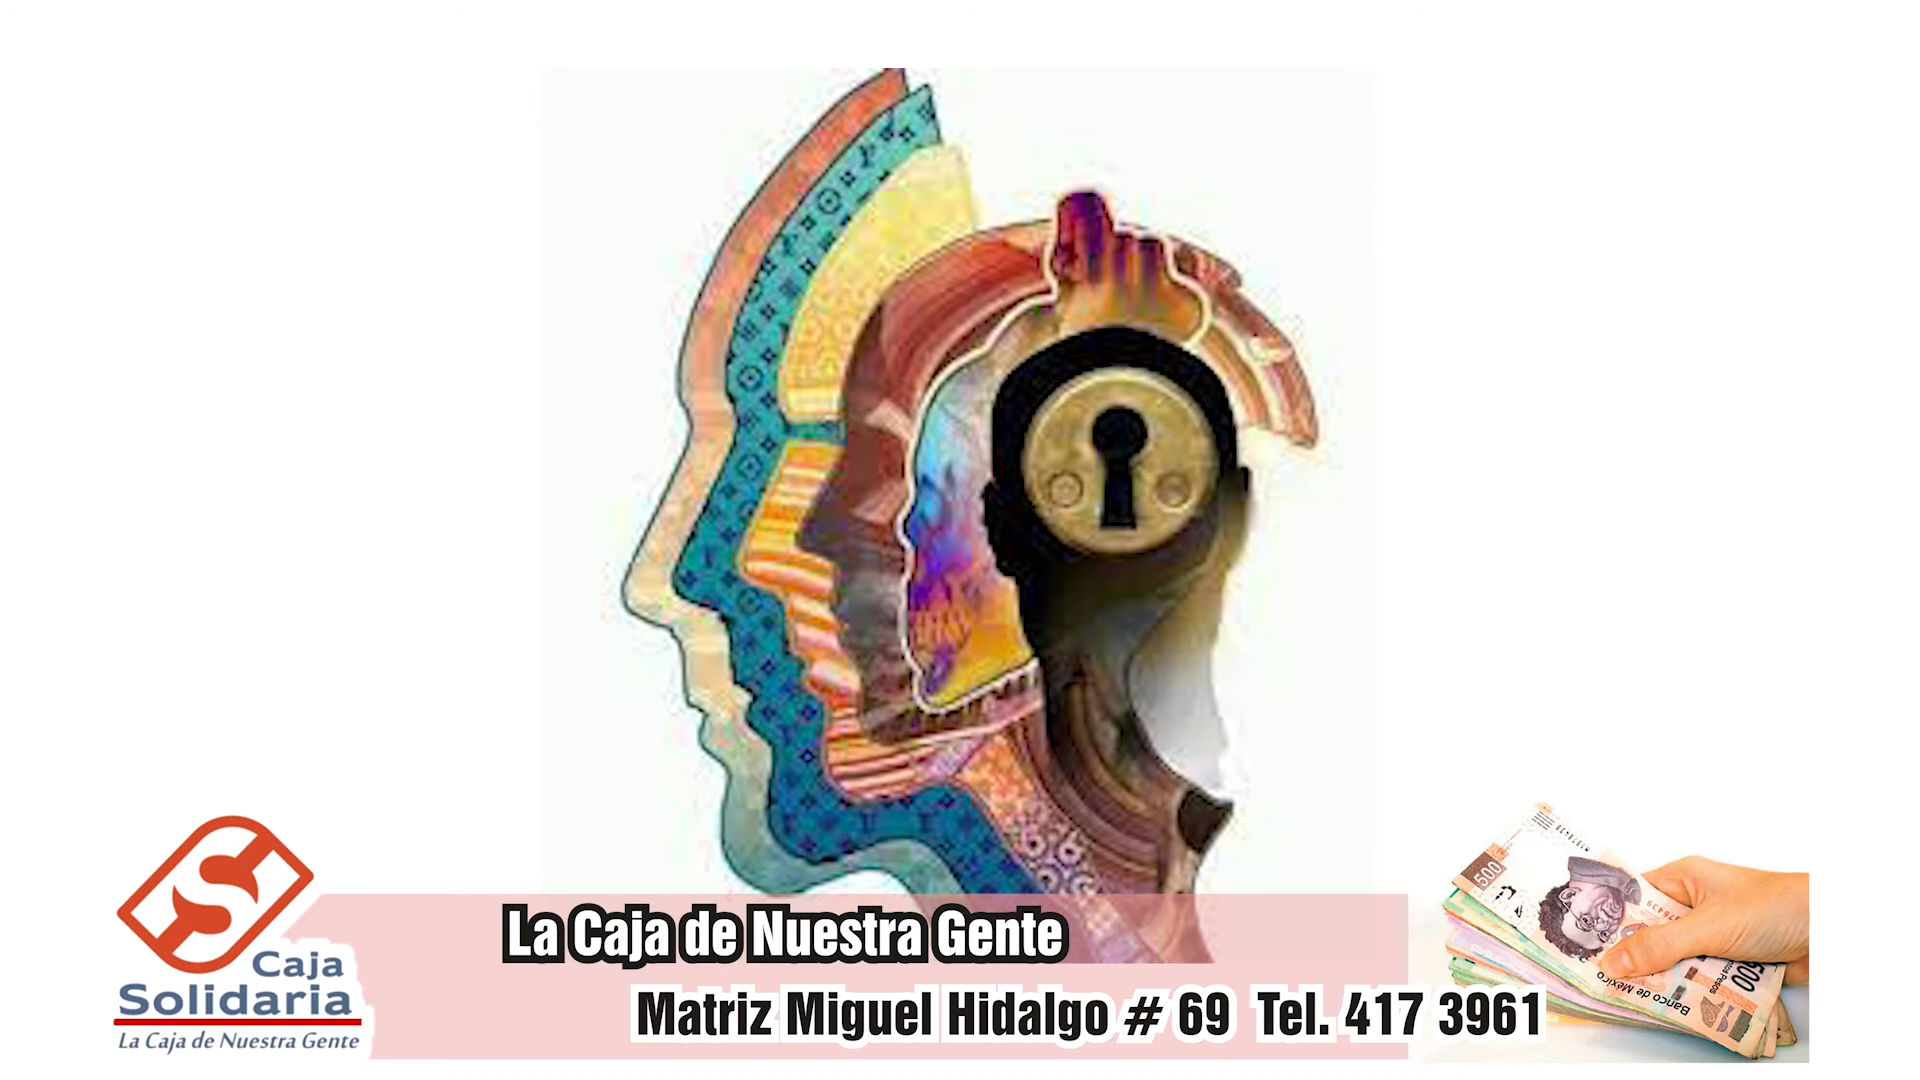 La Caja de Nuestra Gente
Matriz Miguel Hidalgo # 69 Tel. 417 3961
Caja
Solidaria
La Caja de Nuestra Gente
500
Banco de México